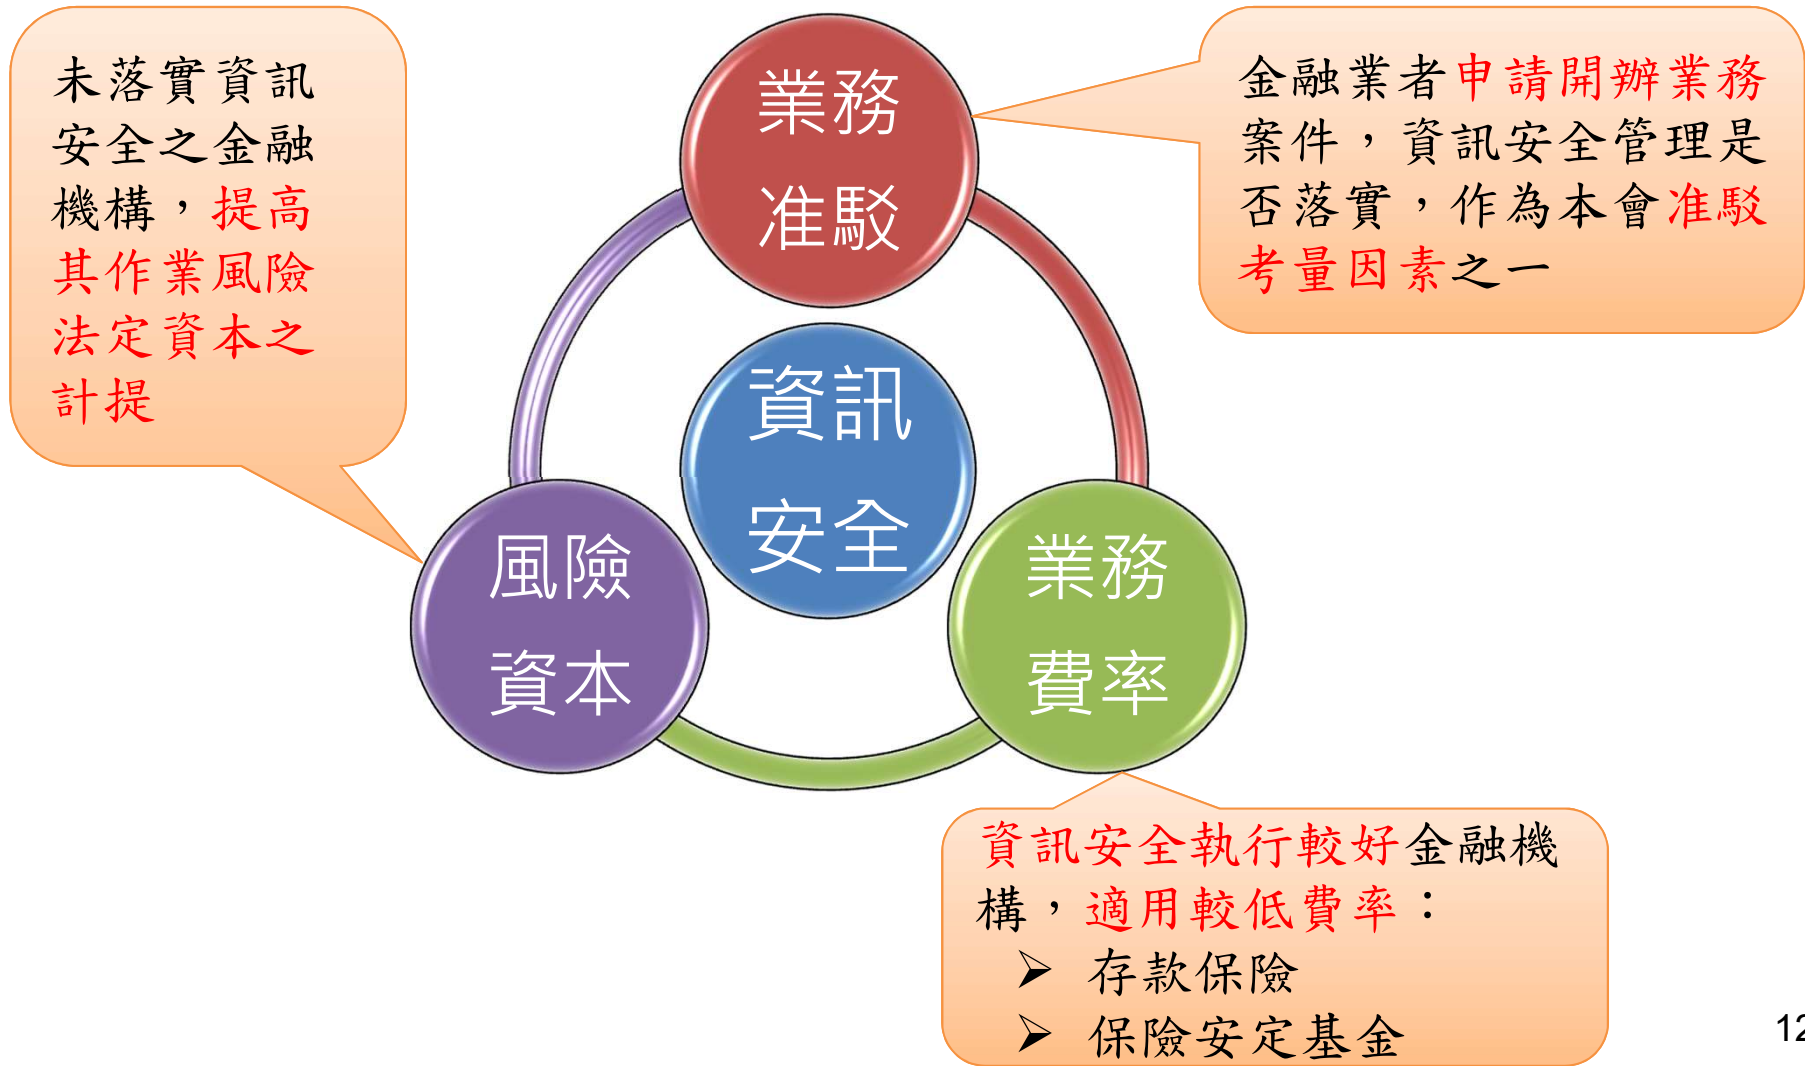 未落實資訊
安全之金融
機構，提高
其作業風險
法定資本之
計提
業務
准駁
金融業者申請開辦業務
案件，資訊安全管理是
否落實，作為本會准駁
考量因素之一
資訊
安全
風險
資本
業務
費率
資訊安全執行較好金融機
構，適用較低費率：
➢ 存款保險
➢ 保險安定基金
12